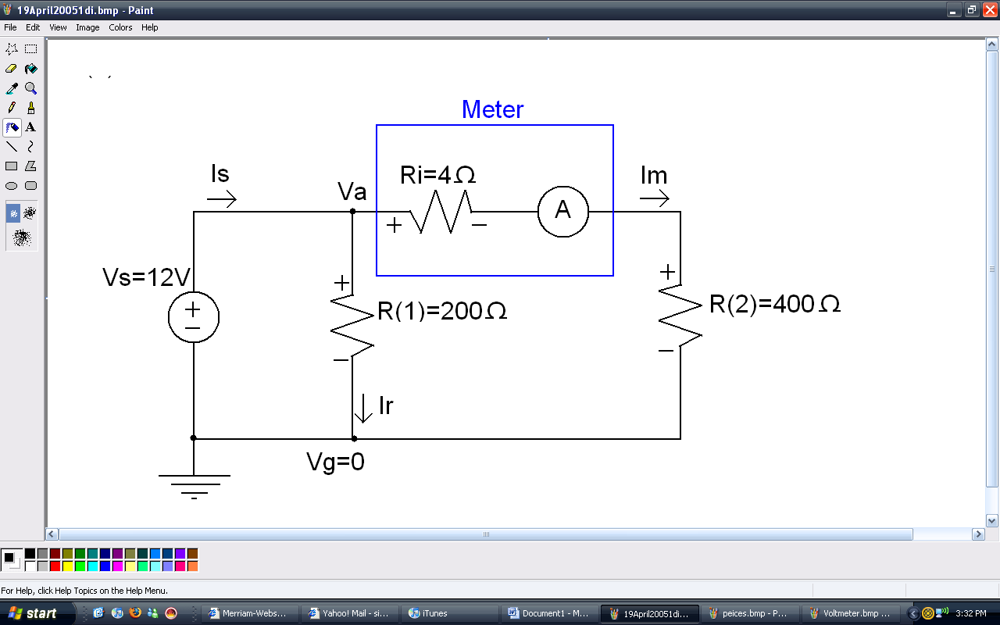 19April20051di.bmp - Paint
File Edit View Image Colors Help
Meter
Is
Va
Ri=4Ω
A
Im
+ −
Vs=12V
+
−
+
R(1)=200Ω
−
+
R(2)=400Ω
−
Ir
Vg=0
For Help, click Help Topics on the Help Menu.
start
Merriam-Webs...
Yahoo! Mail - si...
iTunes
Document1 - M...
19April20051di...
peices.bmp - P...
Voltmeter.bmp ...
3:32 PM